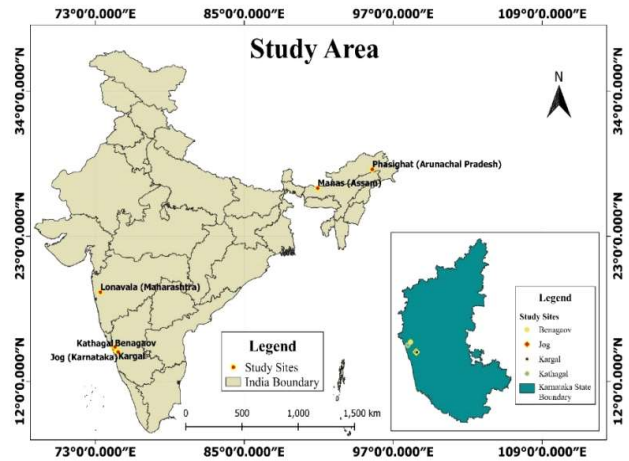 73°0'0.000"E 85°0'0.000"E 97°0'0.000"E 109°0'0.000"E
Study Area
34°0'0.000"N
34°0'0.000"N
N
Phasighat (Arunachal Pradesh)
Manas (Assam)
23°0'0.000"N
23°0'0.000"N
Lonavala (Maharashtra)
Kathagal Benagaov
Jog (Karnataka) Kargal
Legend
Study Sites
India Boundary
Legend
Study Sites
Benagaov
Jog
Kargal
Kathagal
Karnataka State
Boundary
12°0'0.000"N
12°0'0.000"N
0 500 1,000 1,500 km
73°0'0.000"E 85°0'0.000"E 97°0'0.000"E 109°0'0.000"E